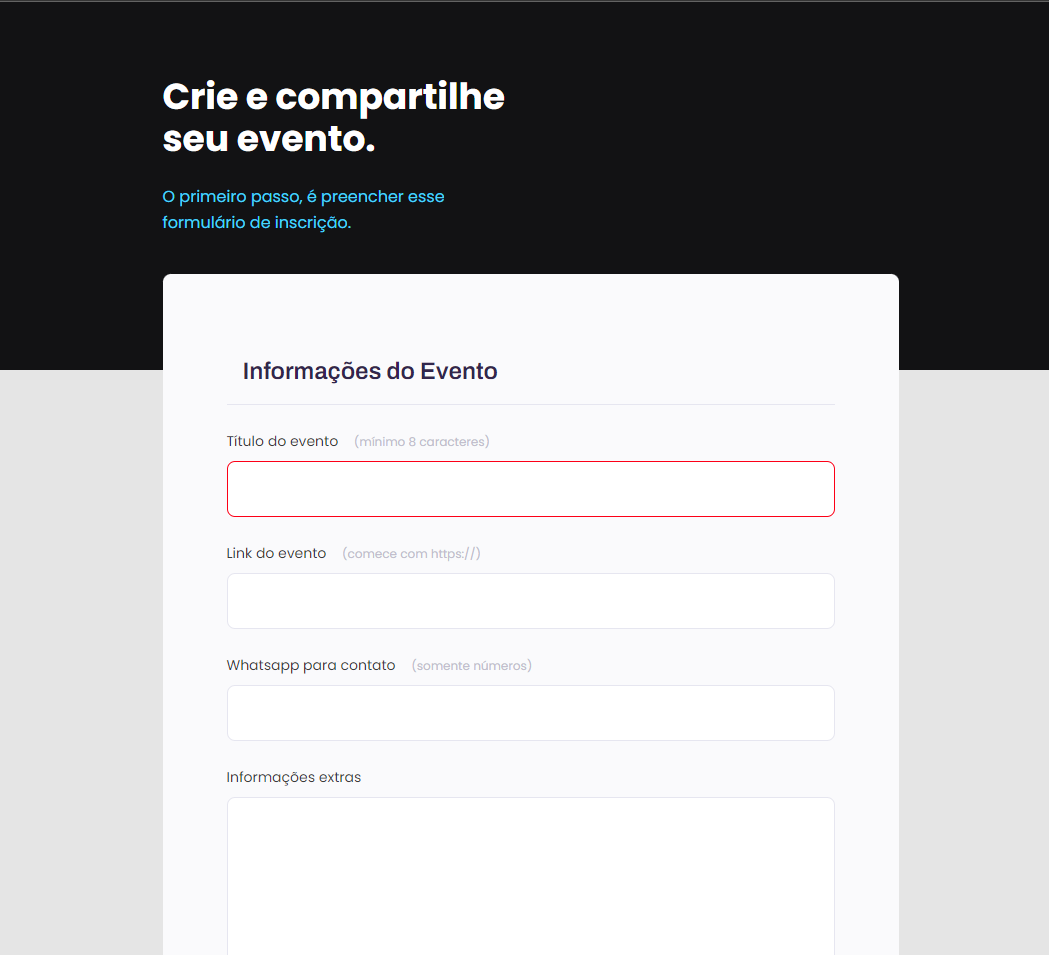 Crie e compartilhe
seu evento.
O primeiro passo, é preencher esse
formulário de inscrição.
Informações do Evento
Título do evento (mínimo 8 caracteres)
Link do evento (comece com https://)
Whatsapp para contato (somente números)
Informações extras